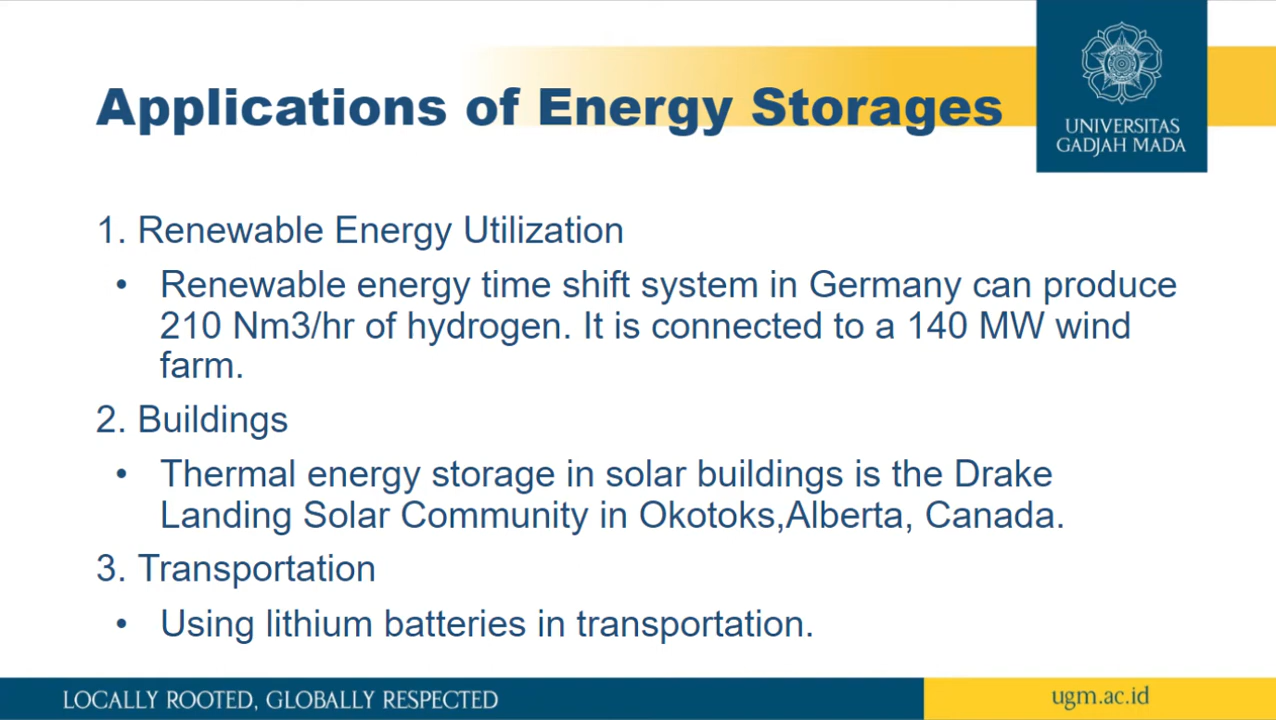 Applications of Energy Storages
UNIVERSITAS
GADJAH MADA
1. Renewable Energy Utilization
• Renewable energy time shift system in Germany can produce
210 Nm3/hr of hydrogen. It is connected to a 140 MW wind
farm.
2. Buildings
• Thermal energy storage in solar buildings is the Drake
Landing Solar Community in Okotoks,Alberta, Canada.
3. Transportation
• Using lithium batteries in transportation.
LOCALLY ROOTED, GLOBALLY RESPECTED
ugm.ac.id